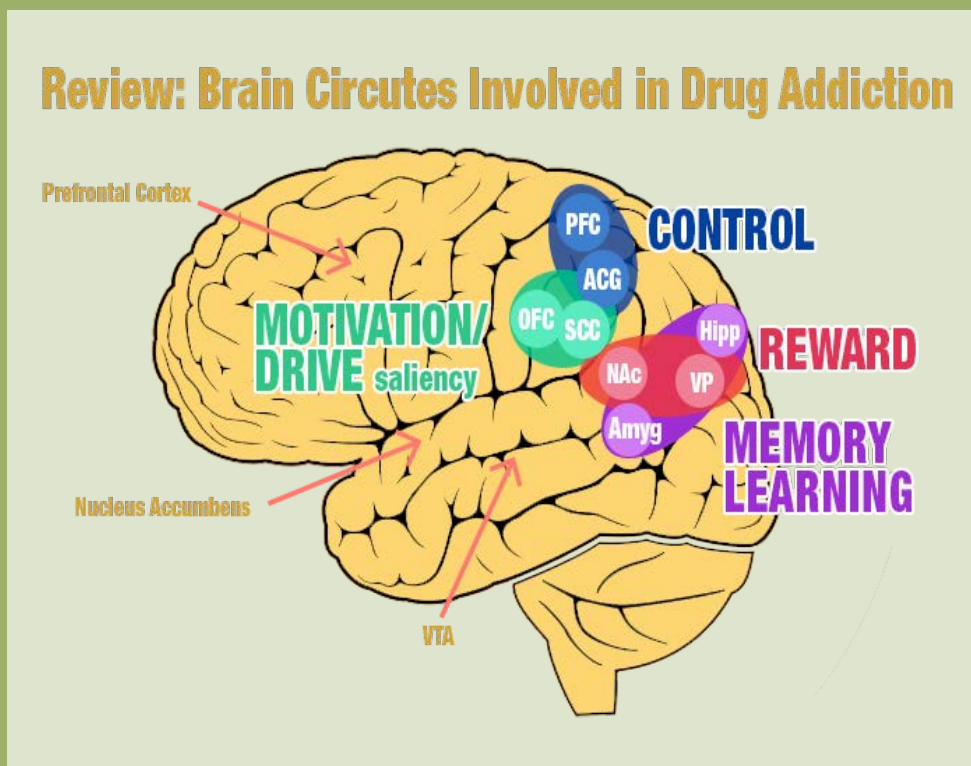 Review: Brain Circutes Involved in Drug Addiction
Prefrontal Cortex
PFC
CONTROL
ACG
MOTIVATION/
DRIVE saliency
OFC
SCC
Hipp
REWARD
NAc
VP
Amyg
MEMORY
LEARNING
Nucleus Accumbens
VTA